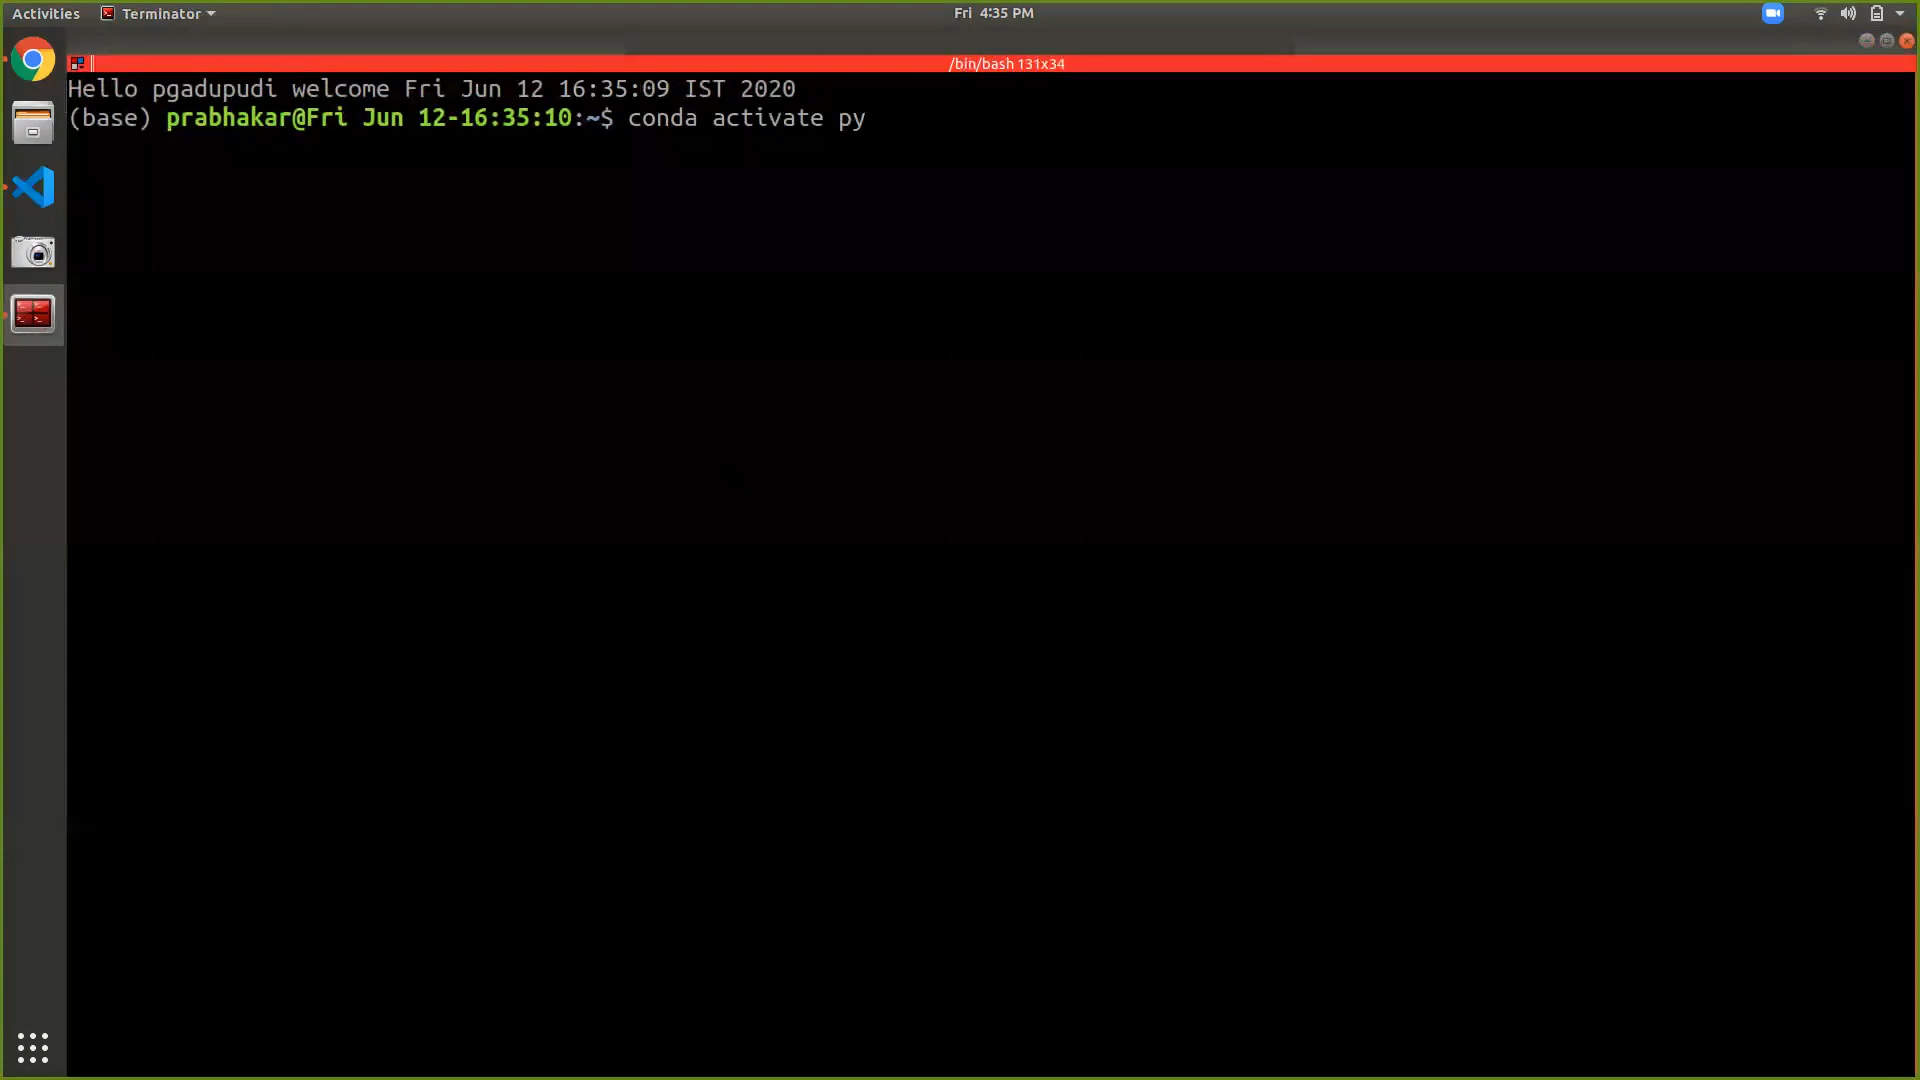 Activities Terminator Fri 4:35 PM
/bin/bash 131x34
Hello pgadupudi welcome Fri Jun 12 16:35:09 IST 2020
(base) prabhakar@Fri Jun 12-16:35:10:~$ conda activate py